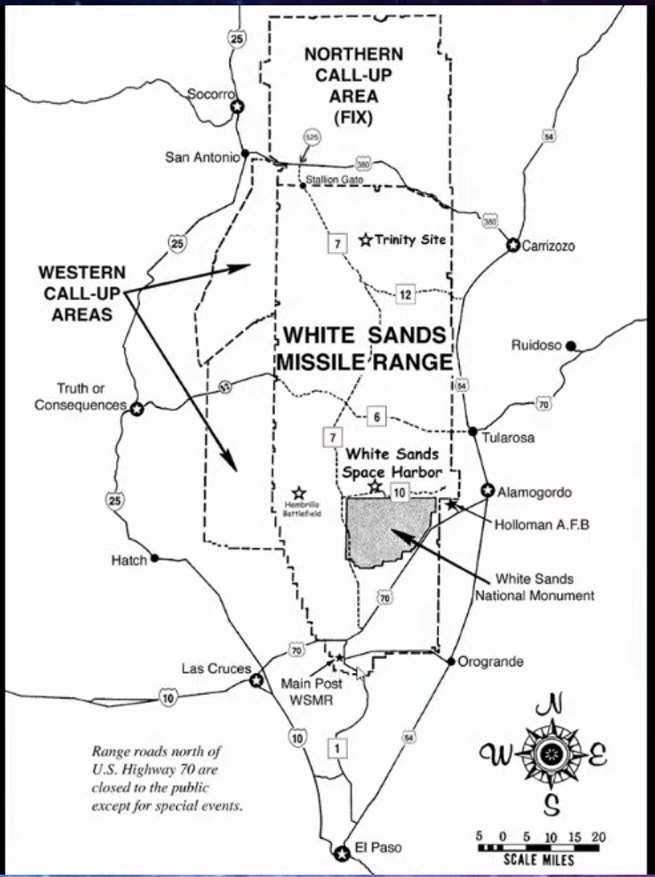 25
NORTHERN
CALL-UP
AREA
(FIX)
Socorro
525
San Antonio
380
54
Stallion Gate
380
25
7
Trinity Site
Carrizozo
WESTERN
CALL-UP
AREAS
12
WHITE SANDS
MISSILE RANGE
Ruidoso
Truth or
Consequences
51
54
70
6
7
Tularosa
White Sands
Space Harbor
10
Hembrillo
Battlefield
25
Alamogordo
Holloman A.F.B
Hatch
White Sands
National Monument
70
70
Las Cruces
Main Post
WSMR
Orogrande
10
10
1
54
Range roads north of
U.S. Highway 70 are
closed to the public
except for special events.
N
W
E
S
5 0 5 10 15 20
SCALE MILES
El Paso